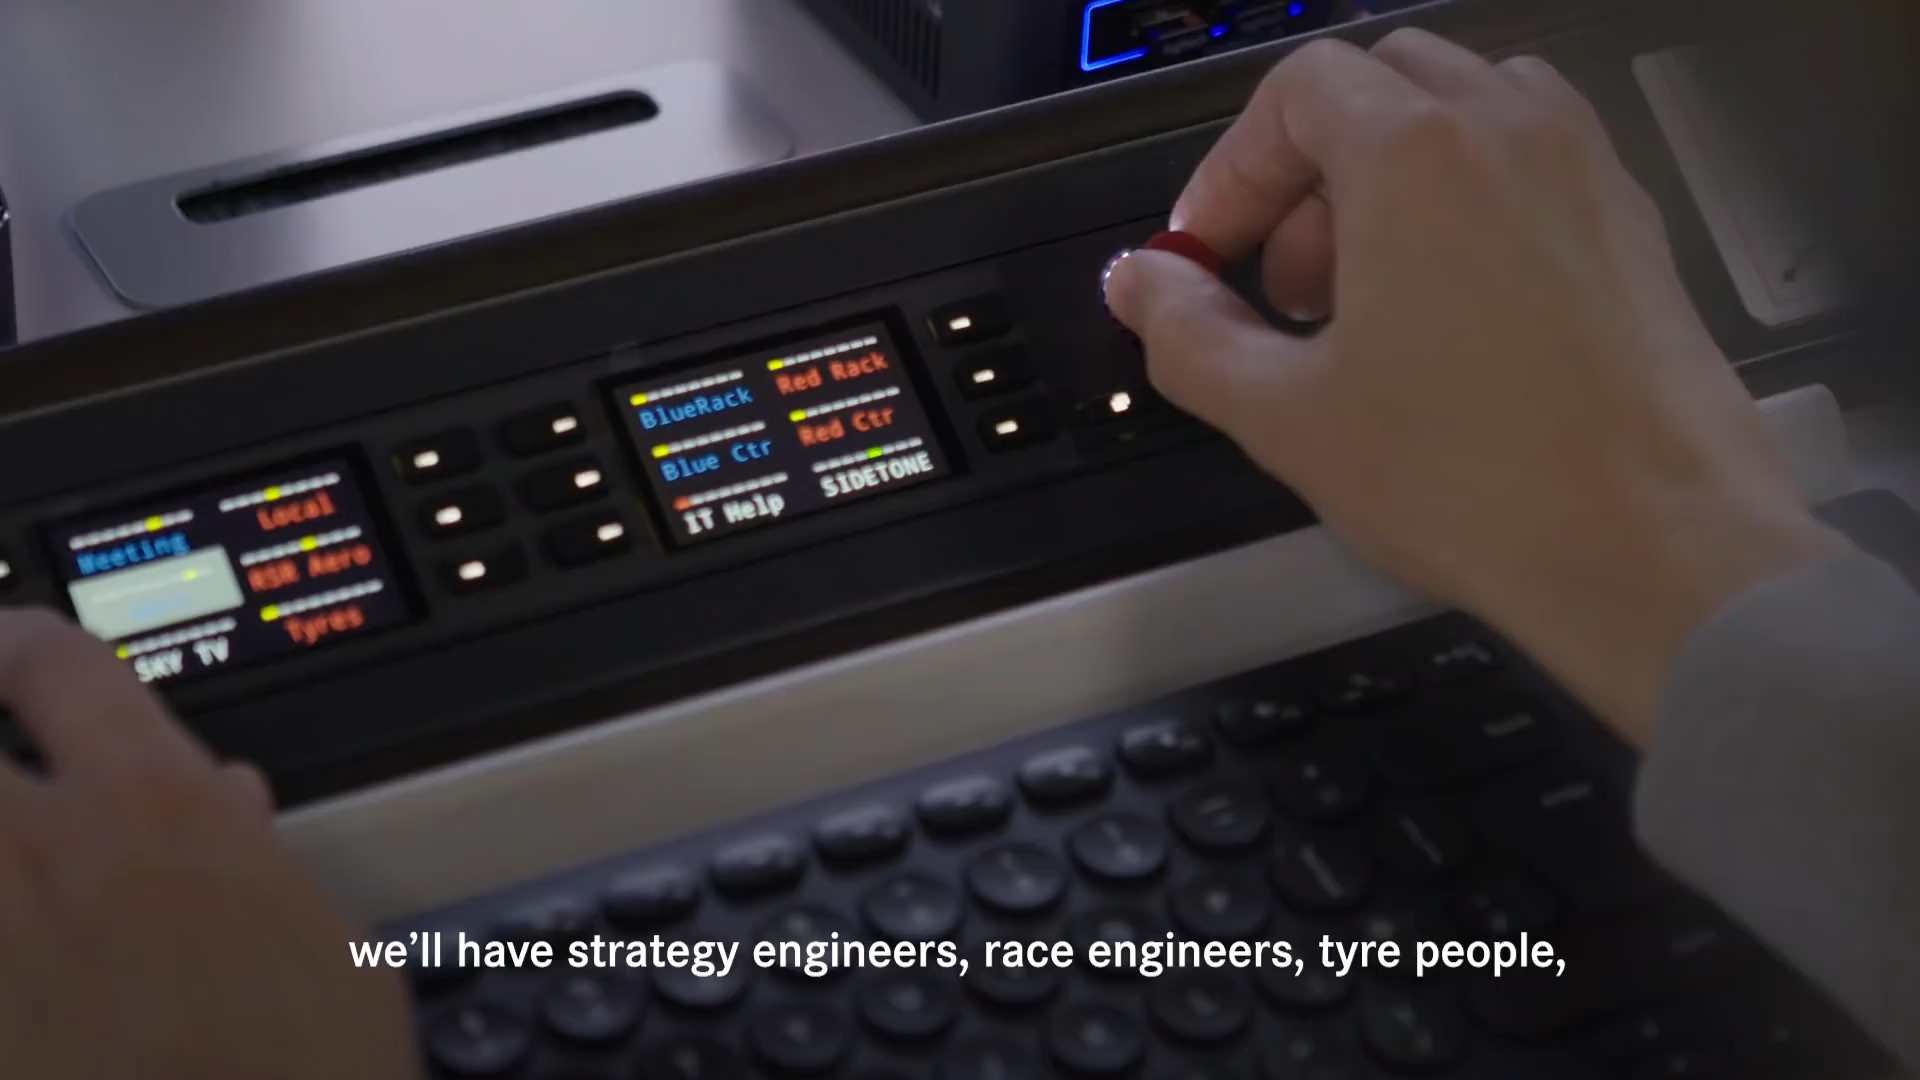 BlueRack
Red Rack
Blue Ctr
Red Ctr
IT Help
SIDETONE
Meeting
Local
RSR Aero
SKY TV
Tyres
we’ll have strategy engineers, race engineers, tyre people,